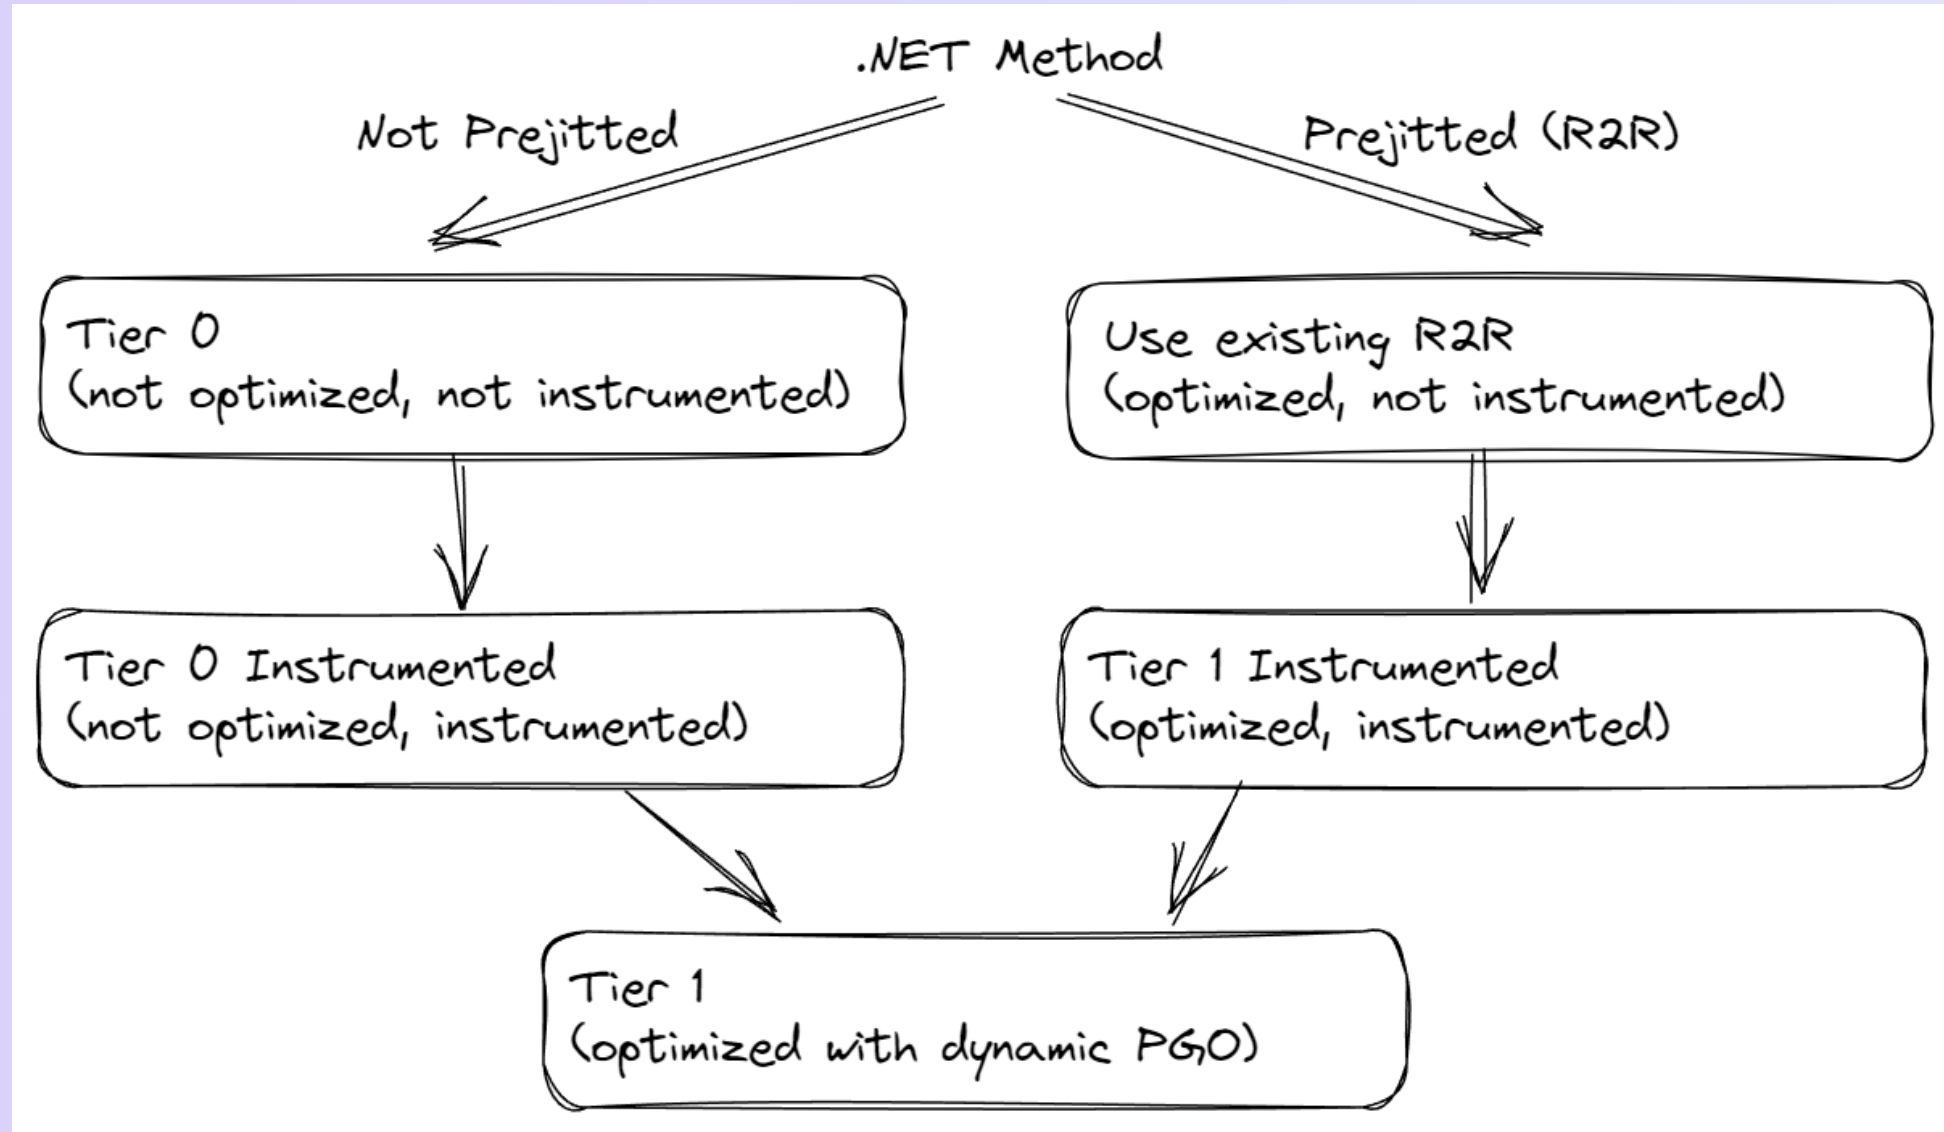 .NET Method
Not Prejitted
Prejitted (R2R)
Tier 0
(not optimized, not instrumented)
Use existing R2R
(optimized, not instrumented)
Tier 0 Instrumented
(not optimized, instrumented)
Tier 1 Instrumented
(optimized, instrumented)
Tier 1
(optimized with dynamic PGO)